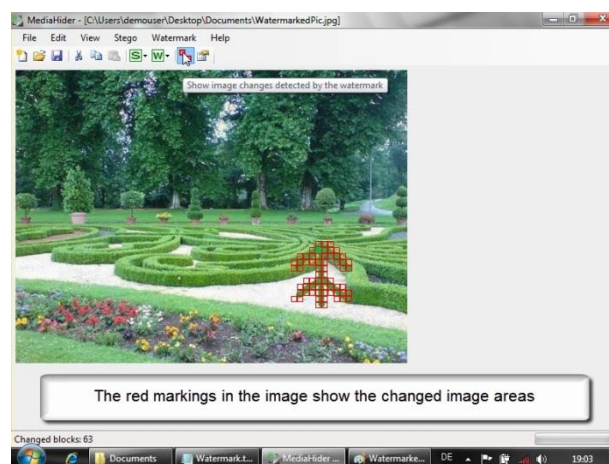 MediaHider - [C:\Users\demouser\Desktop\Documents\WatermarkedPic.jpg]
File Edit View Stego Watermark Help
S W
Show image changes detected by the watermark
The red markings in the image show the changed image areas
Changed blocks: 63
Documents Watermark.t... MediaHider ... Watermarke... DE 19:03